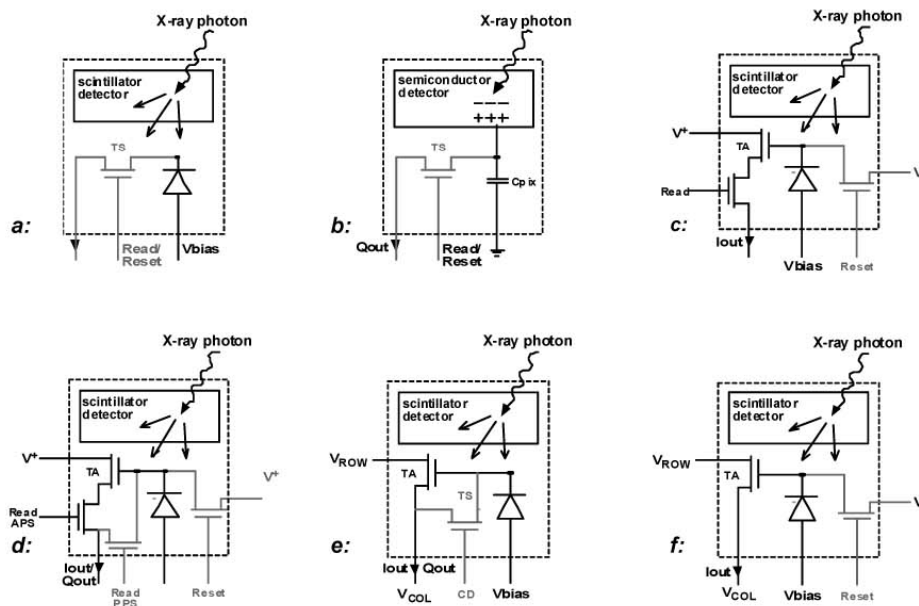 X-ray photon
scintillator
detector
TS
a:
Read/
Reset
Vbias
X-ray photon
semiconductor
detector
---
+++
TS
Cpix
b:
Qout
Read/
Reset
X-ray photon
scintillator
detector
V+
TA
Read
V
c:
Iout
Vbias
Reset
X-ray photon
scintillator
detector
V+
TA
V+
Read
APS
d:
Iout/
Qout
Read
PPS
Reset
X-ray photon
scintillator
detector
VROW
TA
TS
e:
Iout
Qout
VCOL
CD
Vbias
X-ray photon
scintillator
detector
VROW
TA
V
f:
Iout
VCOL
Vbias
Reset